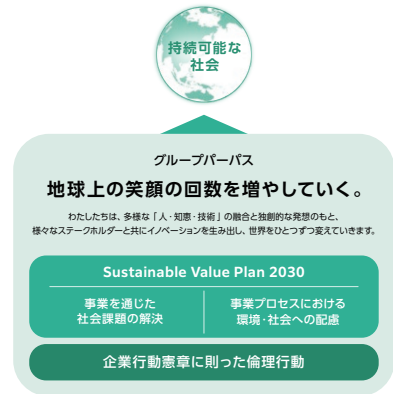 持続可能な
社会
グループパーパス
地球上の笑顔の回数を増やしていく。
わたしたちは、多様な「人・知恵・技術」の融合と独創的な発想のもと、
様々なステークホルダーと共にイノベーションを生み出し、世界をひとつずつ変えていきます。
Sustainable Value Plan 2030
事業を通じた
社会課題の解決
事業プロセスにおける
環境・社会への配慮
企業行動憲章に則った倫理行動